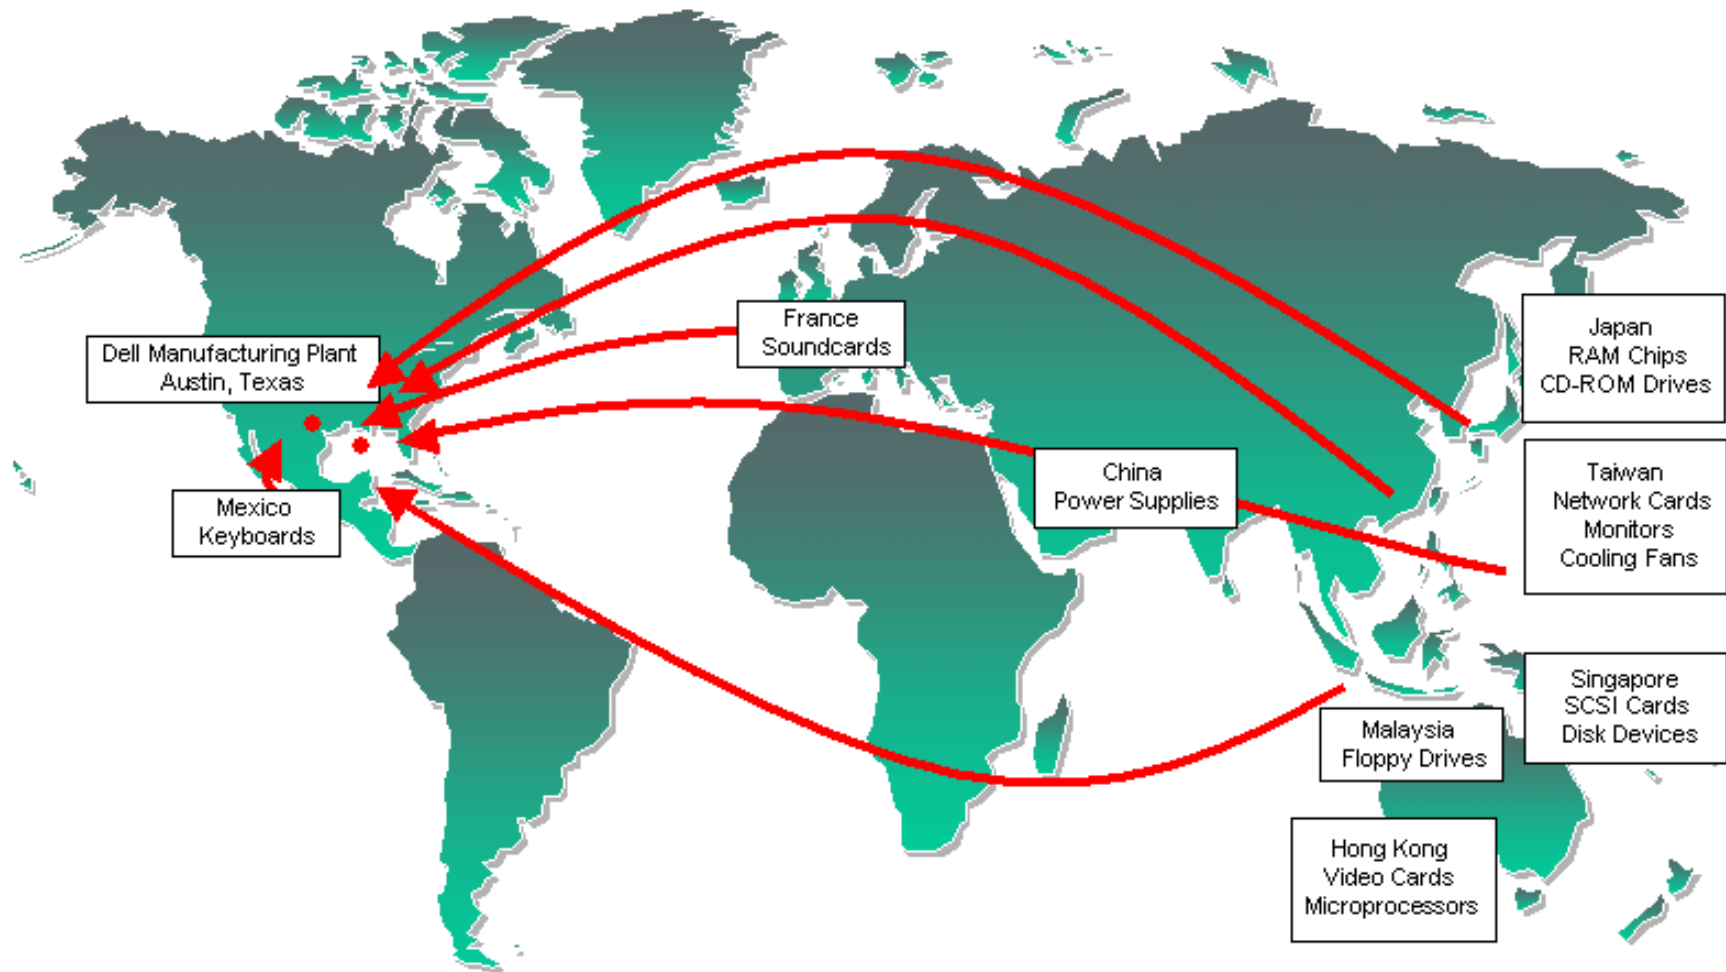 Dell Manufacturing Plant
Austin, Texas
Mexico
Keyboards
France
Soundcards
China
Power Supplies
Japan
RAM Chips
CD-ROM Drives
Taiwan
Network Cards
Monitors
Cooling Fans
Singapore
SCSI Cards
Disk Devices
Malaysia
Floppy Drives
Hong Kong
Video Cards
Microprocessors